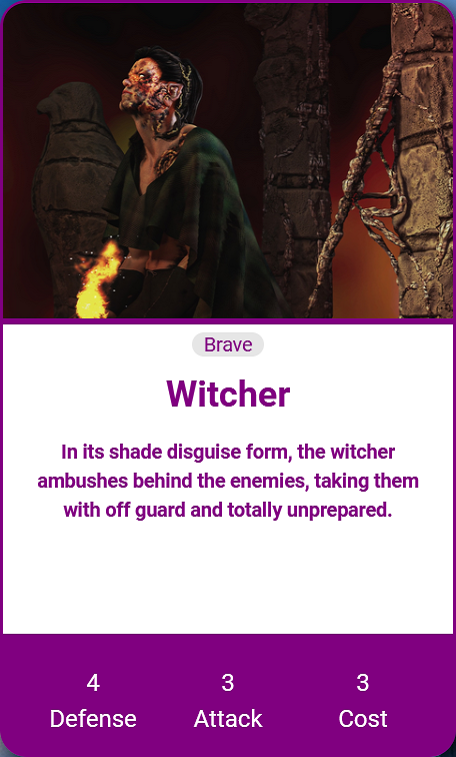 Brave
Witcher
In its shade disguise form, the witcher
ambushes behind the enemies, taking them
with off guard and totally unprepared.
4 3 3
Defense Attack Cost